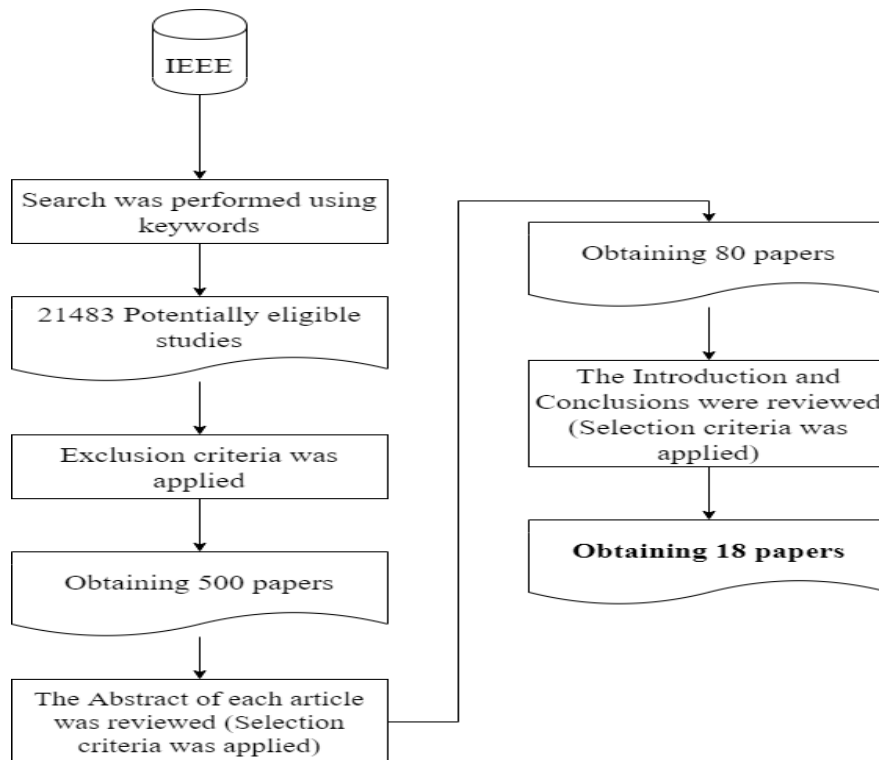 IEEE
Search was performed using
keywords
21483 Potentially eligible
studies
Exclusion criteria was
applied
Obtaining 500 papers
The Abstract of each article
was reviewed (Selection
criteria was applied)
Obtaining 80 papers
The Introduction and
Conclusions were reviewed
(Selection criteria was
applied)
Obtaining 18 papers